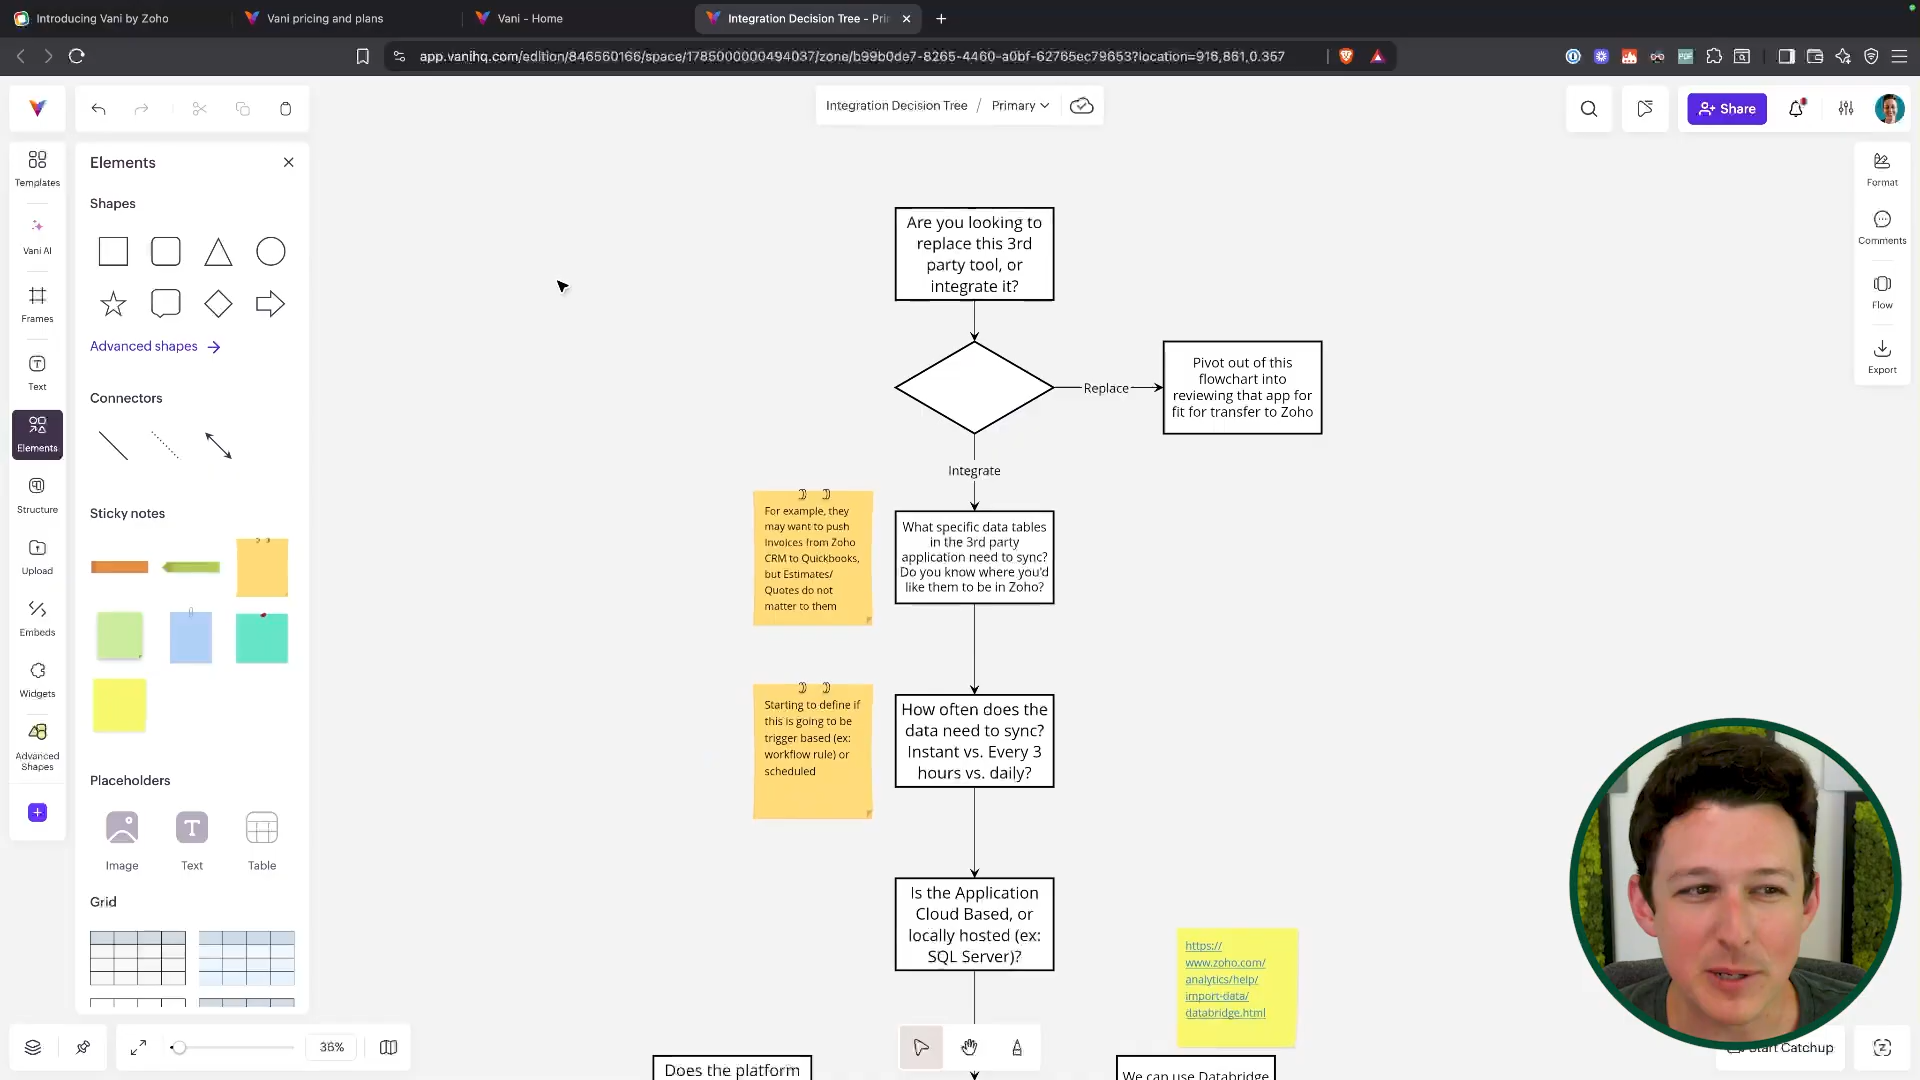 Introducing Vani by Zoho
Vani pricing and plans
Vani - Home
Integration Decision Tree - Pri
app.vanihq.com/edition/846560166/space/1785000000494037/zone/b99b0de7-8265-4460-a0bf-62765ec79653?location=916,861,0.357
Integration Decision Tree / Primary
Share
Templates
Vani AI
Frames
Text
Elements
Structure
Upload
Embeds
Widgets
Advanced
Shapes
Elements
Shapes
Advanced shapes
Connectors
Sticky notes
Placeholders
Image
Text
Table
Grid
36%
Are you looking to
replace this 3rd
party tool, or
integrate it?
Replace
Pivot out of this
flowchart into
reviewing that app for
fit for transfer to Zoho
Integrate
For example, they
may want to push
Invoices from Zoho
CRM to Quickbooks,
but Estimates/
Quotes do not
matter to them
What specific data tables
in the 3rd party
application need to sync?
Do you know where you'd
like them to be in Zoho?
Starting to define if
this is going to be
trigger based (ex:
workflow rule) or
scheduled
How often does the
data need to sync?
Instant vs. Every 3
hours vs. daily?
Is the Application
Cloud Based, or
locally hosted (ex:
SQL Server)?
https://
www.zoho.com/
analytics/help/
import-data/
databridge.html
Does the platform
We can use Databridge
Format
Comments
Flow
Export
Start Catchup